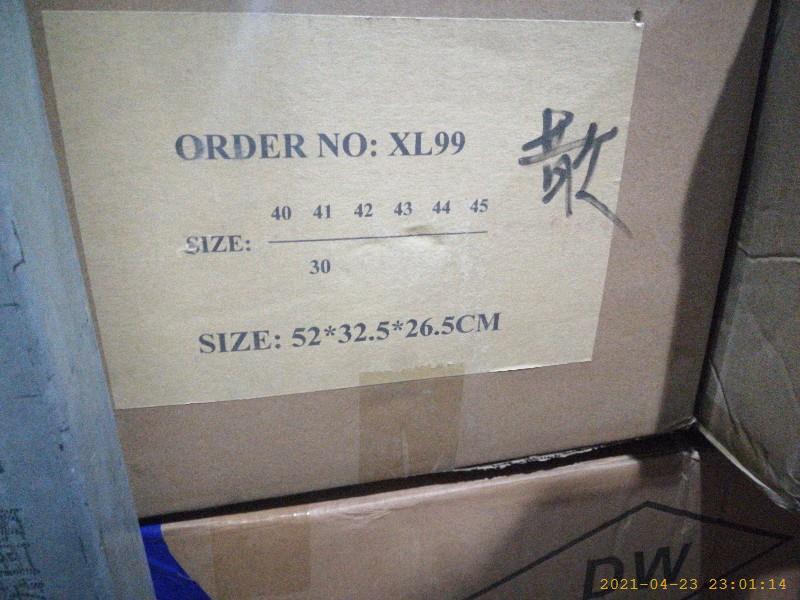 ORDER NO: XL99
散
40 41 42 43 44 45
SIZE:
30
SIZE: 52*32.5*26.5CM
DW
2021-04-23 23:01:14